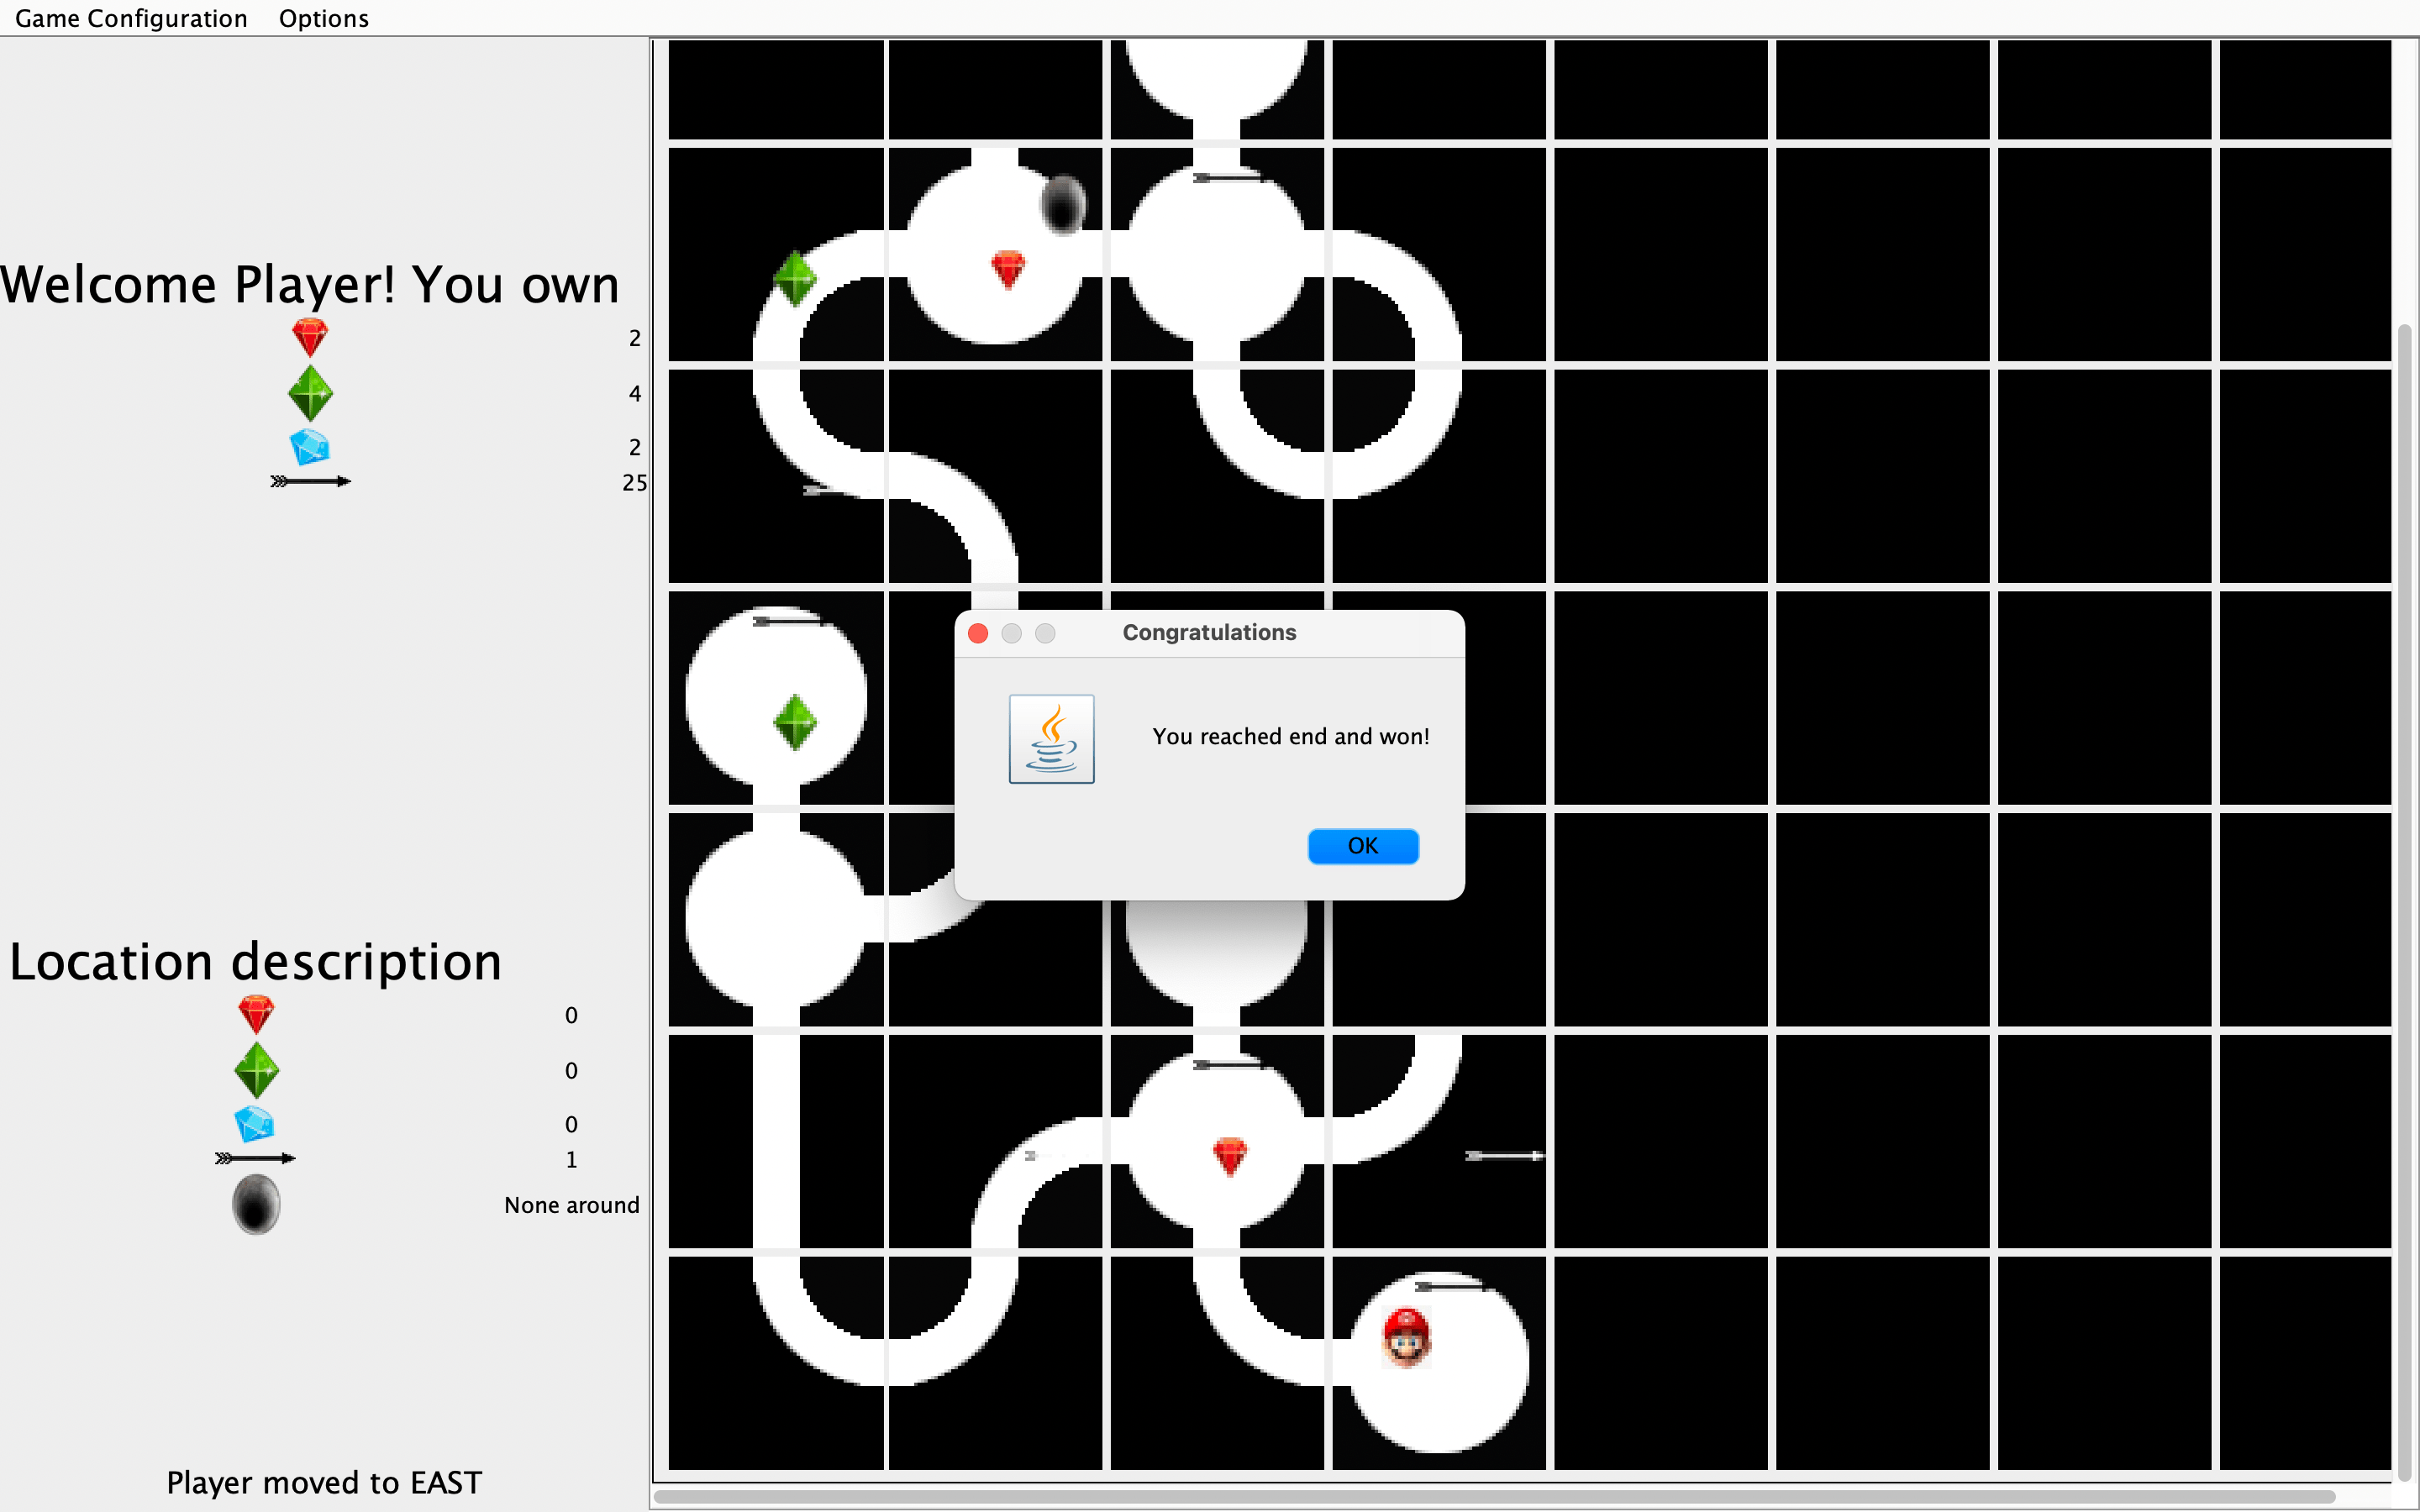 Game Configuration Options
Welcome Player! You own
2
4
2
25
Congratulations
You reached end and won!
OK
Location description
0
0
0
1
None around
Player moved to EAST